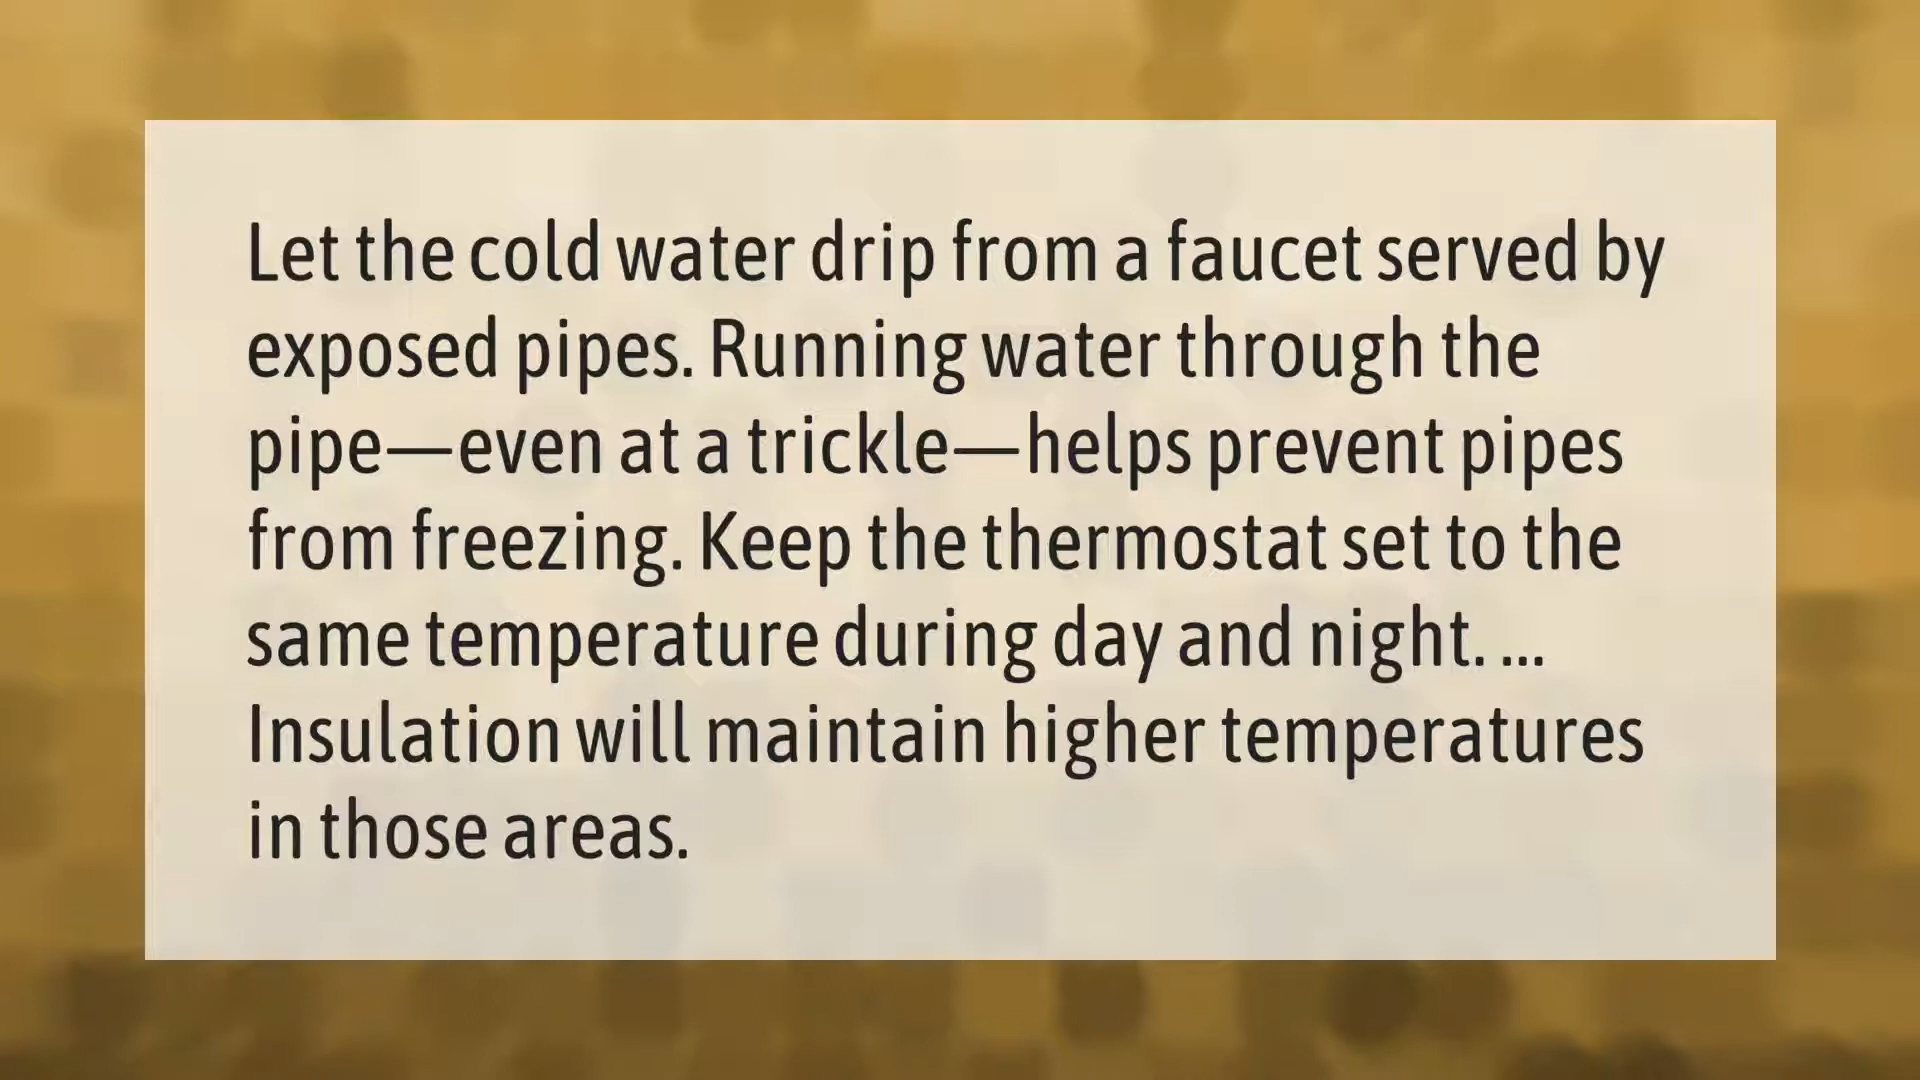 Let the cold water drip from a faucet served by
exposed pipes. Running water through the
pipe—even at a trickle—helps prevent pipes
from freezing. Keep the thermostat set to the
same temperature during day and night. ...
Insulation will maintain higher temperatures
in those areas.